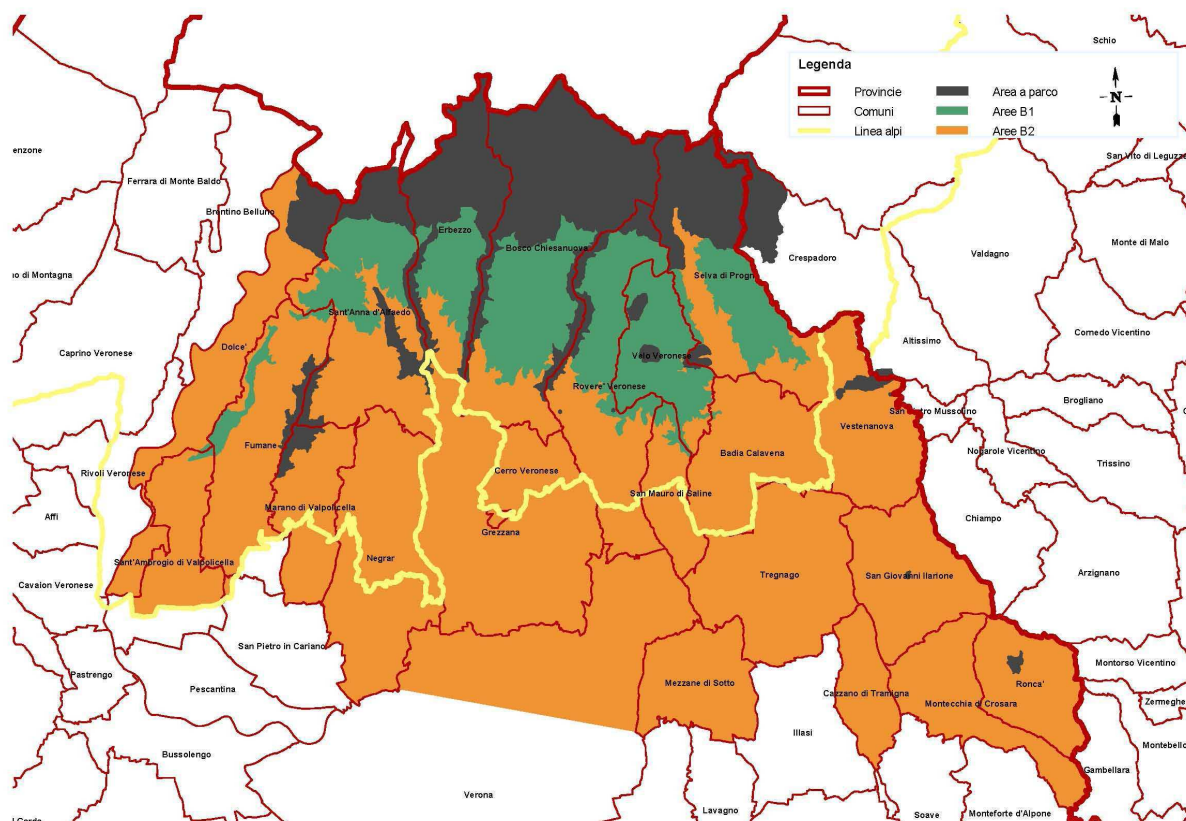 Schio
Legenda
Provincie
Comuni
Linea alpi
Area a parco
Aree B1
Aree B2
N
enzone
San Vito di Leguzza
Ferrara di Monte Baldo
Brentino Belluno
Erbezzo
Bosco Chiesanuova
Crespadoro
Valdagno
Monte di Malo
no di Montagna
Selva di Progn
Sant'Anna d'Alfaedo
Altissimo
Cornedo Vicentino
Dolce'
Caprino Veronese
Velo Veronese
Rovere' Veronese
Brogliano
San Pietro Mussolino
Vestenanova
Fumane
Badia Calavena
Nogarole Vicentino
Trissino
Rivoli Veronese
Cerro Veronese
San Mauro di Saline
Affi
Marano di Valpolicella
Chiampo
Grezzana
Negrar
Sant'Ambrogio di Valpolicella
Tregnago
San Giovanni Ilarione
Arzignano
Cavaion Veronese
San Pietro in Cariano
Montorso Vicentino
Pastrengo
Pescantina
Mezzane di Sotto
Cazzano di Tramigna
Ronca'
Montecchia di Crosara
Zermeghe
Illasi
Bussolengo
Montebello
Gambellara
Verona
Lavagno
Soave
Monteforte d'Alpone